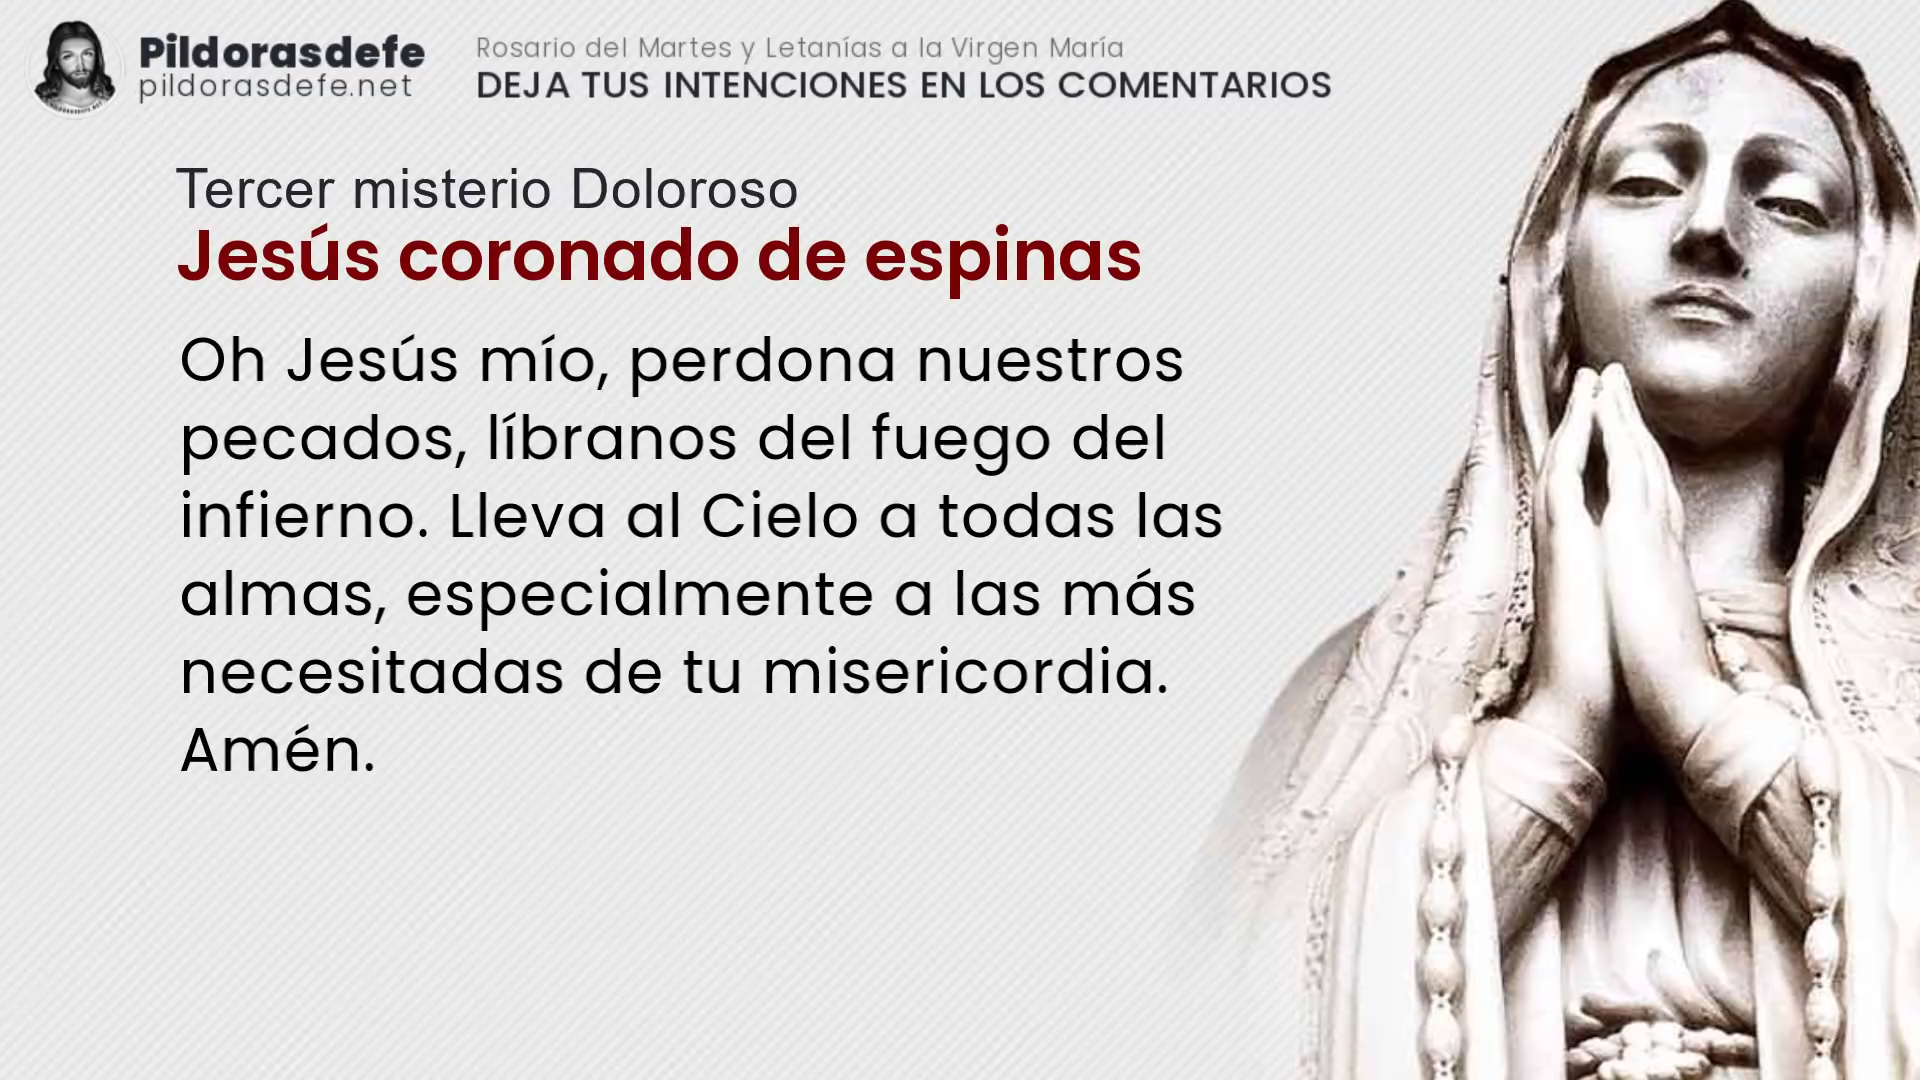 Pildorasdefe
pildorasdefe.net
Rosario del Martes y Letanías a la Virgen María
DEJA TUS INTENCIONES EN LOS COMENTARIOS
Tercer misterio Doloroso
Jesús coronado de espinas
Oh Jesús mío, perdona nuestros
pecados, líbranos del fuego del
infierno. Lleva al Cielo a todas las
almas, especialmente a las más
necesitadas de tu misericordia.
Amén.